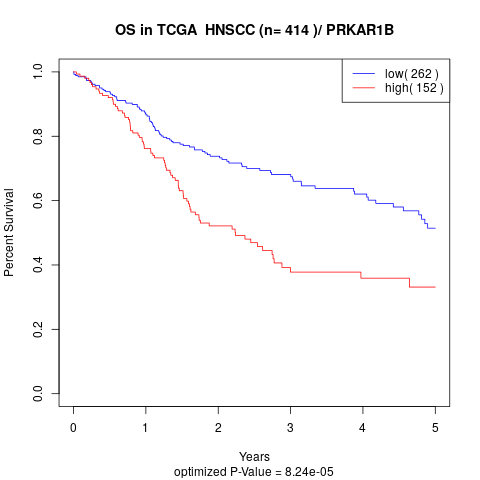 OS in TCGA  HNSCC (n= 414 )/ PRKAR1B
low( 262 )
high( 152 )
Percent Survival
1.0
0.8
0.6
0.4
0.2
0.0
0 1 2 3 4 5
Years
optimized P-Value = 8.24e-05